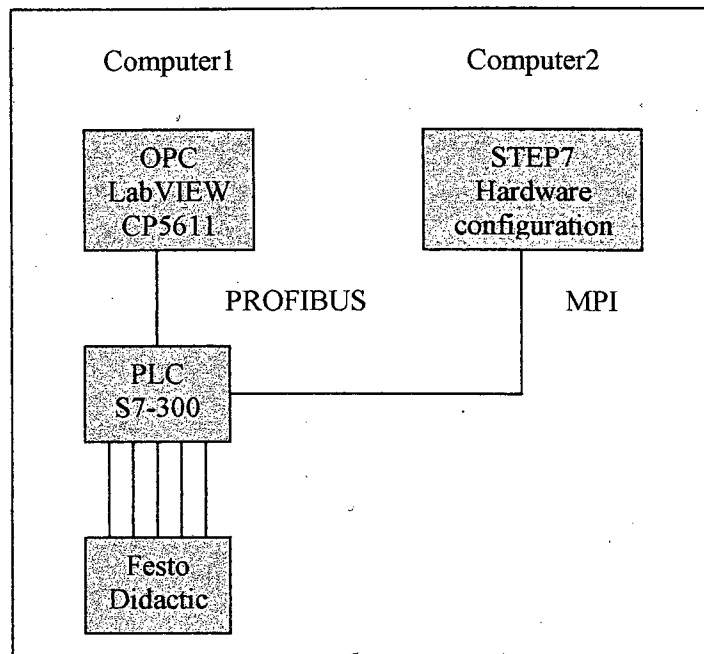 Computer1
Computer2
OPC
LabVIEW
CP5611
STEP7
Hardware
configuration
PROFIBUS
MPI
PLC
S7-300
Festo
Didactic